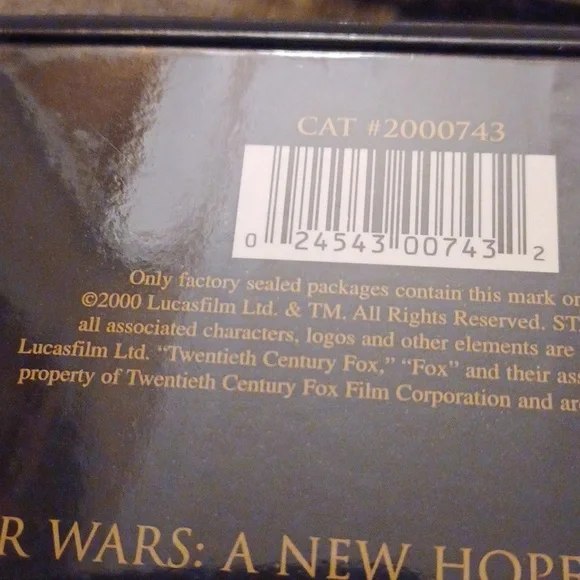 CAT #2000743
0 24543 00743 2
Only factory sealed packages contain this mark on
©2000 Lucasfilm Ltd. & TM. All Rights Reserved. ST
all associated characters, logos and other elements are
Lucasfilm Ltd. "Twentieth Century Fox," "Fox" and their ass
property of Twentieth Century Fox Film Corporation and ar
R WARS: A NEW HOPE